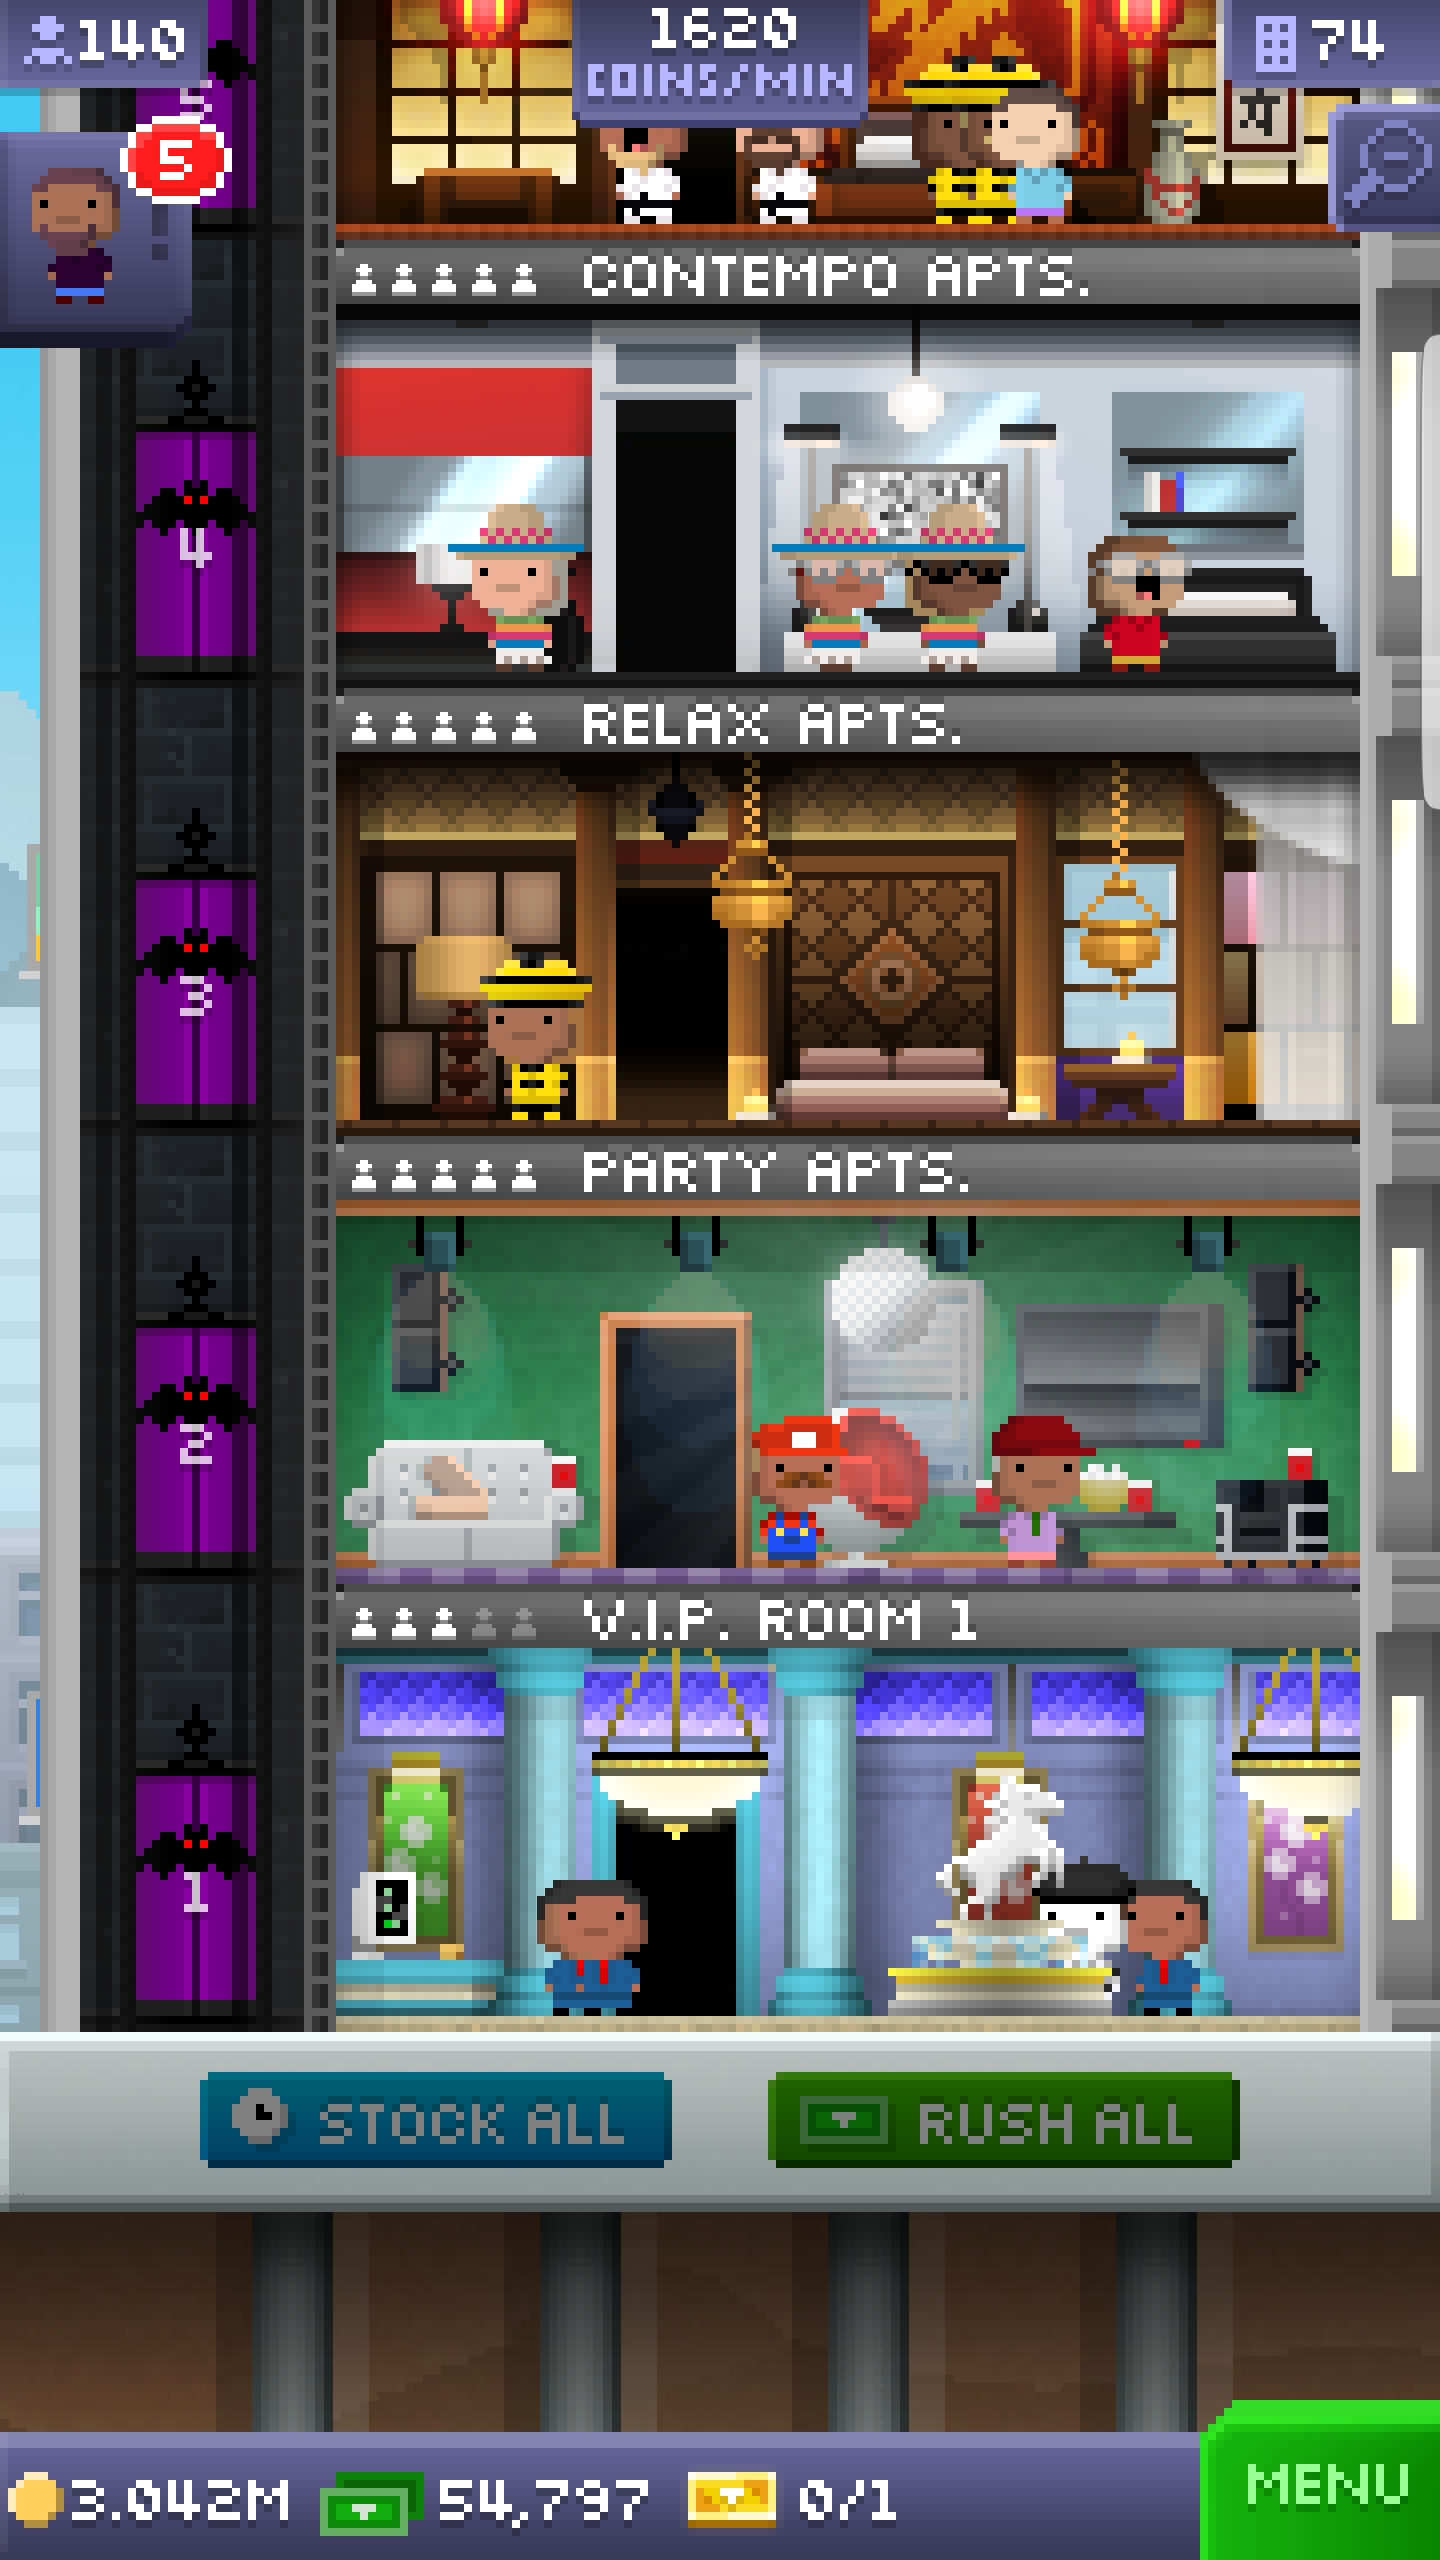 140
1620
COINS/MIN
74
5
5
CONTEMPO APTS.
4
RELAX APTS.
3
PARTY APTS.
2
V.I.P. ROOM 1
1
STOCK ALL
RUSH ALL
3.042M
54,797
0/1
MENU